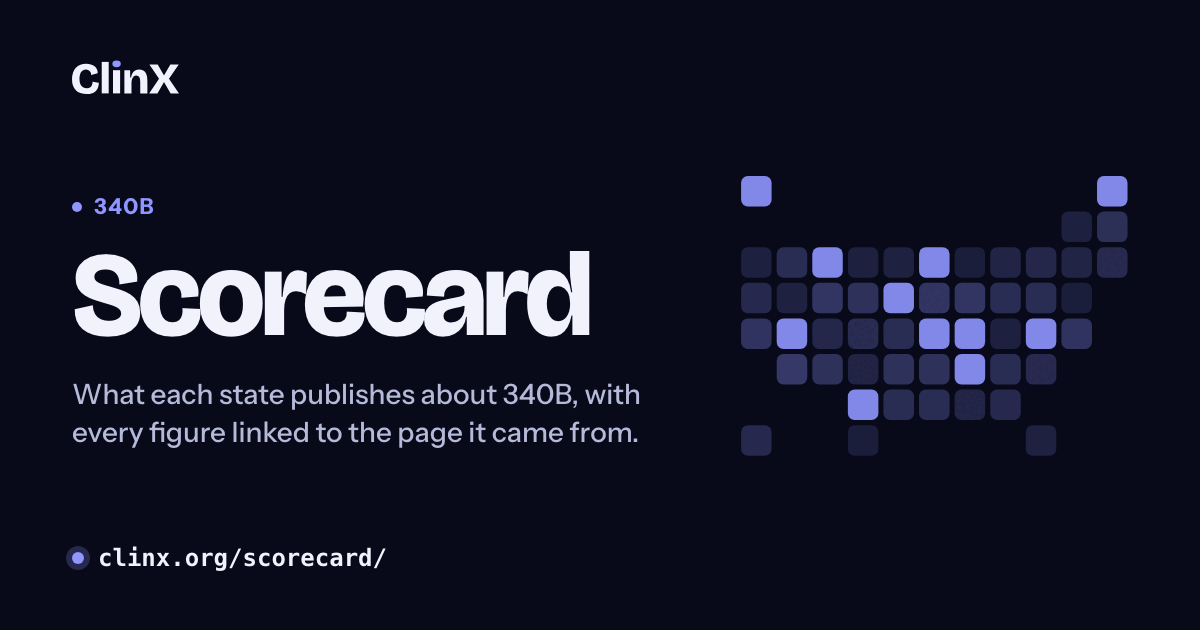 ClinX
340B
Scorecard
What each state publishes about 340B, with
every figure linked to the page it came from.
clinx.org/scorecard/